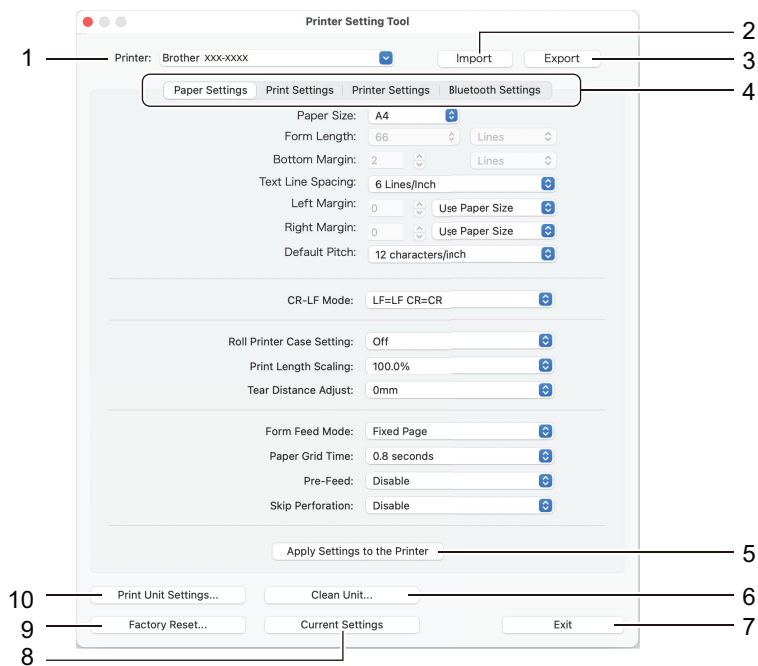 Printer Setting Tool
2
1 Printer: Brother xxx-xxxx Import Export
3
Paper Settings Print Settings Printer Settings Bluetooth Settings 4
Paper Size: A4
Form Length: 66 Lines
Bottom Margin: 2 Lines
Text Line Spacing: 6 Lines/Inch
Left Margin: 0 Use Paper Size
Right Margin: 0 Use Paper Size
Default Pitch: 12 characters/inch
CR-LF Mode: LF=LF CR=CR
Roll Printer Case Setting: Off
Print Length Scaling: 100.0%
Tear Distance Adjust: 0mm
Form Feed Mode: Fixed Page
Paper Grid Time: 0.8 seconds
Pre-Feed: Disable
Skip Perforation: Disable
Apply Settings to the Printer 5
10 Print Unit Settings... Clean Unit... 6
9 Factory Reset... Current Settings Exit 7
8